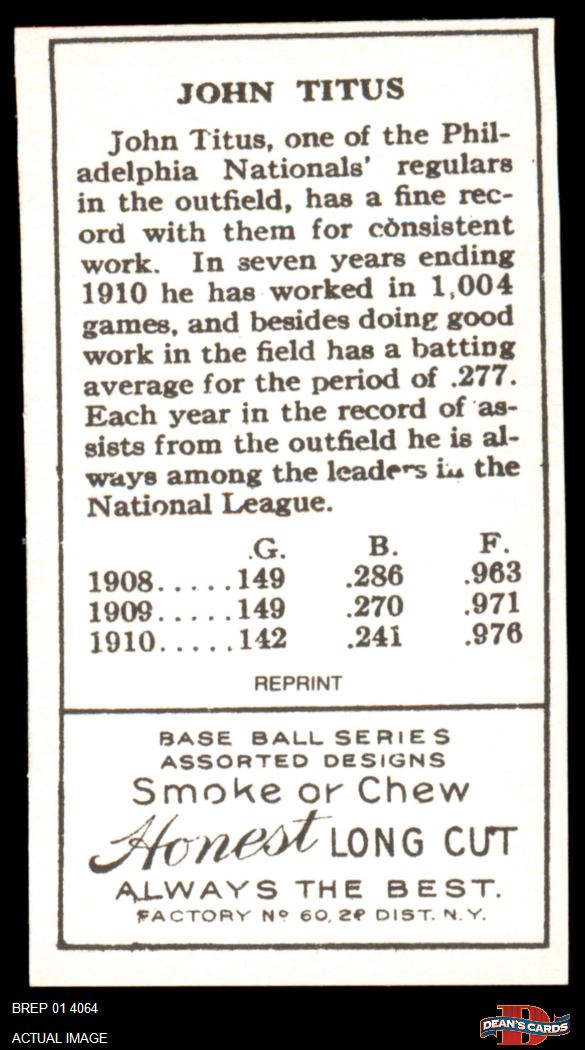 JOHN TITUS
John Titus, one of the Phil-
adelphia Nationals' regulars
in the outfield, has a fine rec-
ord with them for consistent
work. In seven years ending
1910 he has worked in 1,004
games, and besides doing good
work in the field has a batting
average for the period of .277.
Each year in the record of as-
sists from the outfield he is al-
ways among the leaders in the
National League.
.G. B. F.
1908.....149 .286 .963
1909.....149 .270 .971
1910.....142 .241 .976
REPRINT
BASE BALL SERIES
ASSORTED DESIGNS
Smoke or Chew
Honest LONG CUT
ALWAYS THE BEST.
FACTORY Nº 60, 2ᴰ DIST. N.Y.
BREP 01 4064
ACTUAL IMAGE
D
DEAN'S CARDS